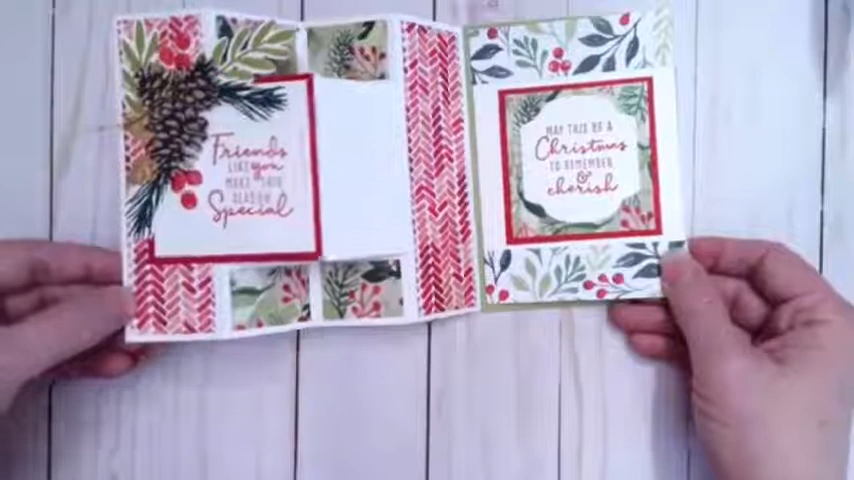 Friends
LIKE you
MAKE THIS
SEASON
Special
MAY THIS BE A
Christmas
TO REMEMBER
&
cherish